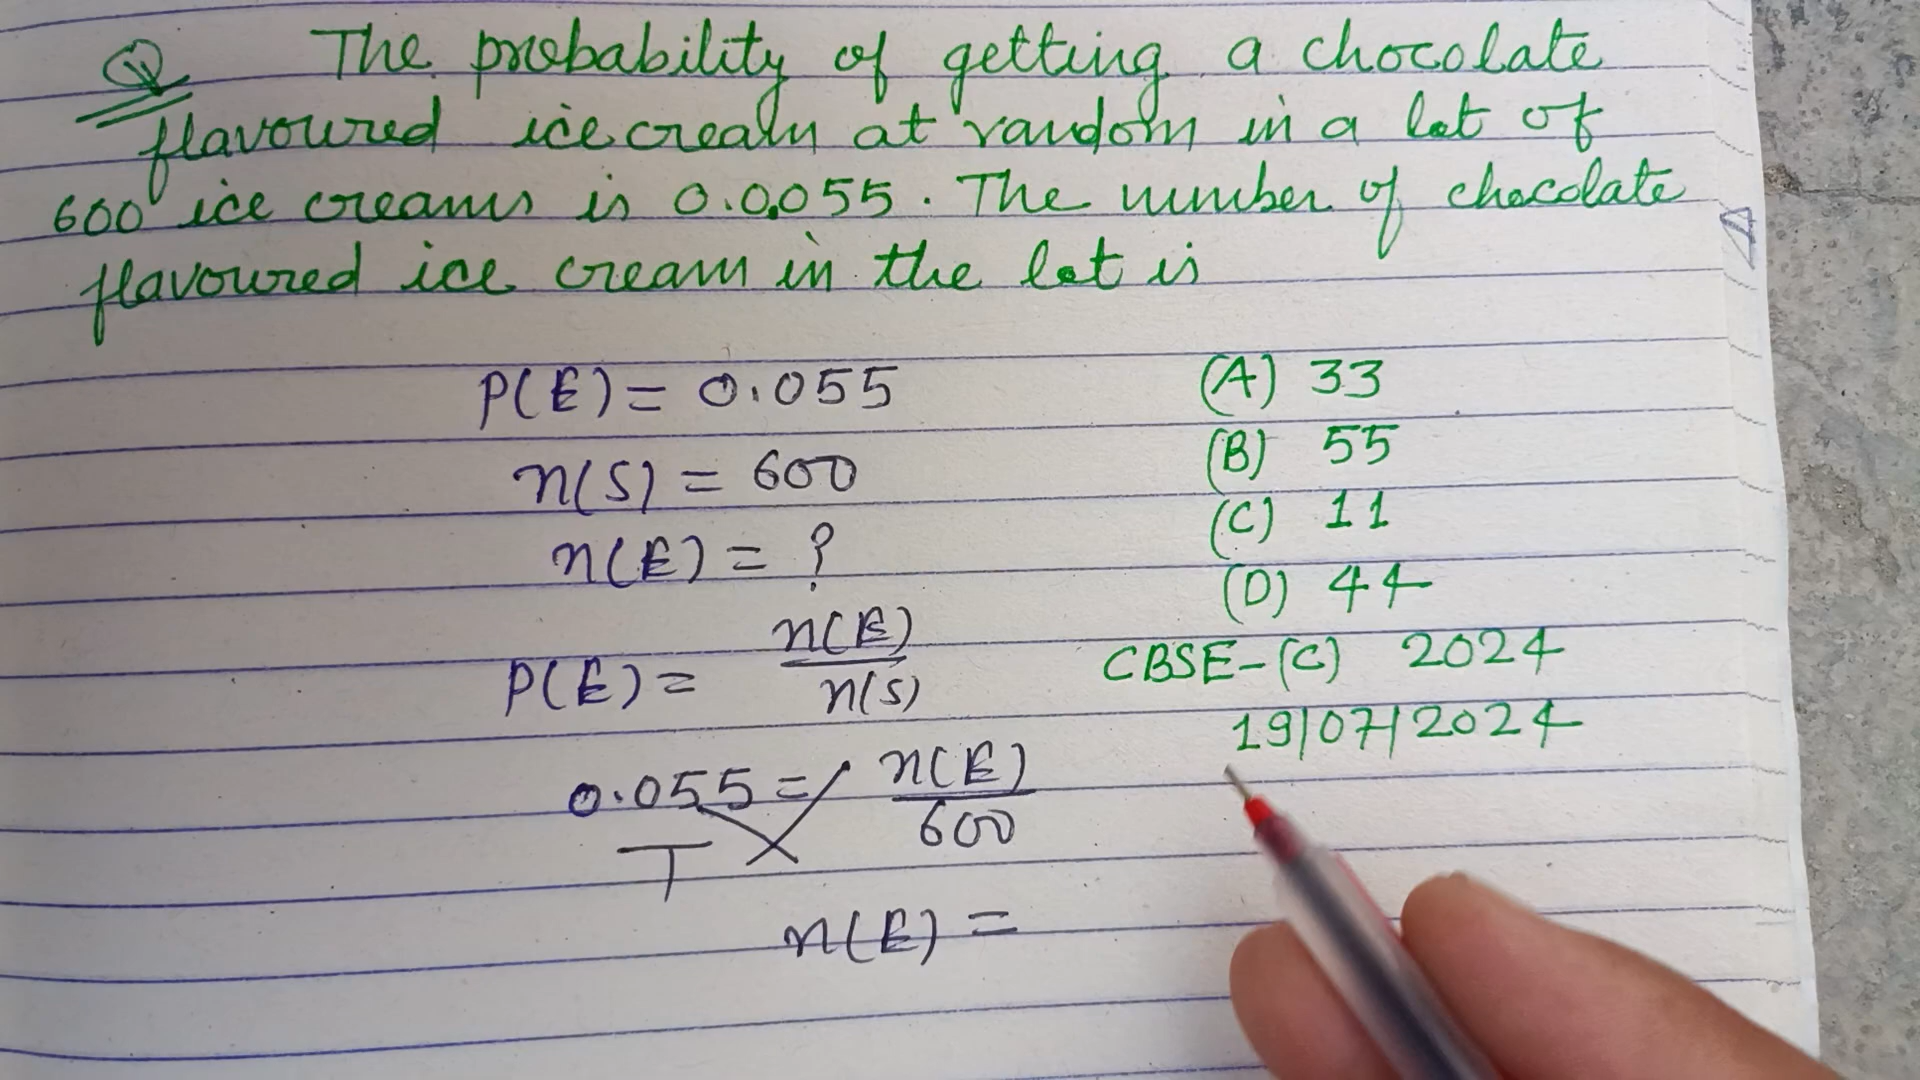 Q The probability of getting a chocolate
flavoured ice cream at random in a lot of
600 ice creams is 0.055. The number of chocolate
flavoured ice cream in the lot is
P(E) = 0.055
n(S) = 600
n(E) = ?
P(E) = n(E)/n(S)
0.055 = n(E)/600
1
n(E) =
(A) 33
(B) 55
(C) 11
(D) 44
CBSE-(C) 2024
19/07/2024